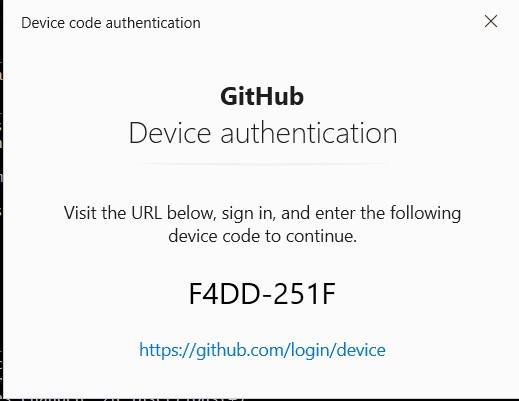 Device code authentication
GitHub
Device authentication
Visit the URL below, sign in, and enter the following
device code to continue.
F4DD-251F
https://github.com/login/device